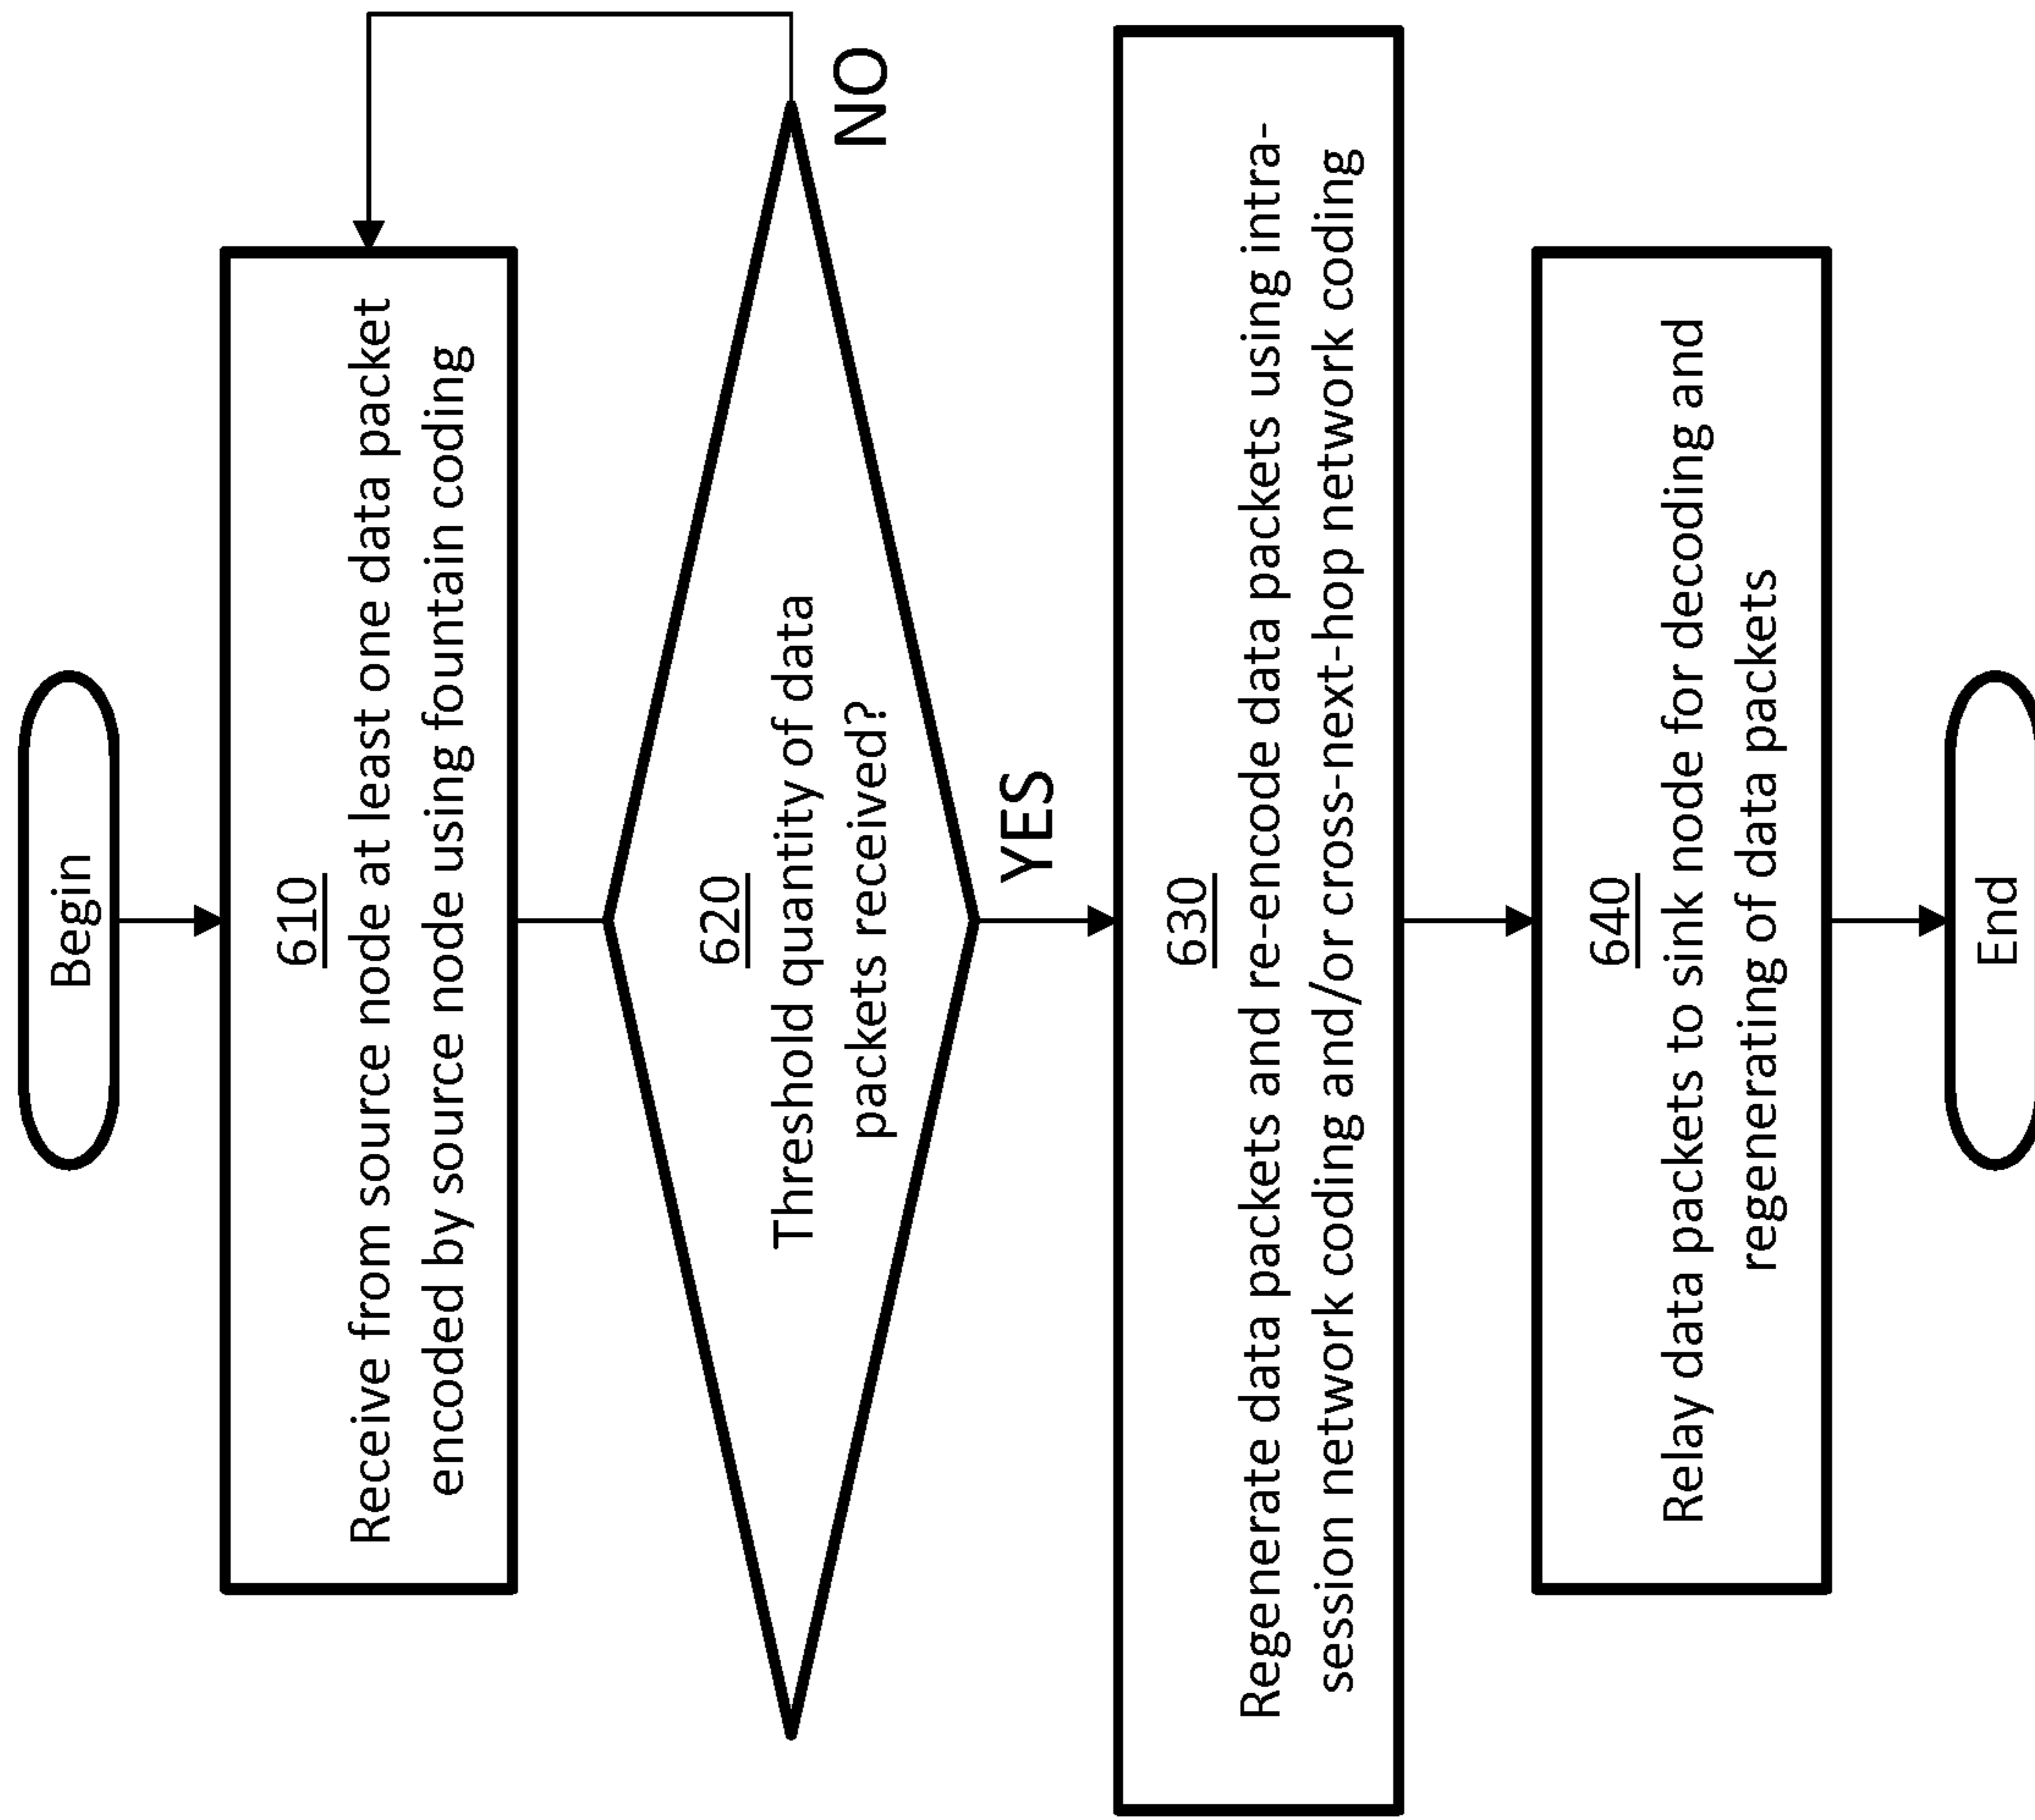 Begin
610
Receive from source node at least one data packet
encoded by source node using fountain coding
620
Threshold quantity of data
packets received?
NO
YES
630
Regenerate data packets and re-encode data packets using intra-
session network coding and/or cross-next-hop network coding
640
Relay data packets to sink node for decoding and
regenerating of data packets
End